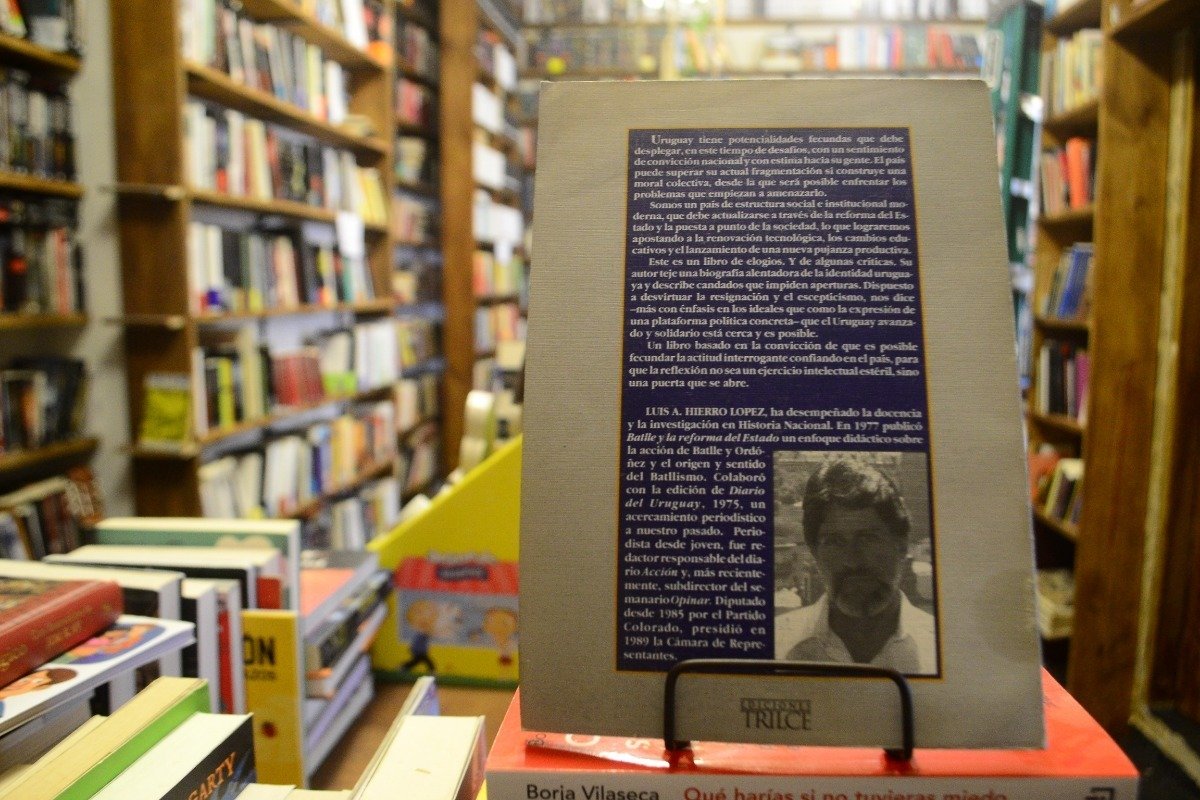 Uruguay tiene potencialidades fecundas que debe
desplegar, en este tiempo de desafíos, con un sentimiento
de convicción nacional y con estima hacia su gente. El país
puede superar su actual fragmentación si construye una
moral colectiva, desde la que será posible enfrentar los
problemas que empiezan a amenazarlo.
Somos un país de estructura social e institucional mo-
derna, que debe actualizarse a través de la reforma del Es-
tado y la puesta a punto de la sociedad, lo que lograremos
apostando a la renovación tecnológica, los cambios edu-
cativos y el lanzamiento de una nueva pujanza productiva.
Este es un libro de elogios. Y de algunas críticas. Su
autor teje una biografía alentadora de la identidad urugua-
ya y describe candados que impiden aperturas. Dispuesto
a desvirtuar la resignación y el escepticismo, nos dice
–más con énfasis en los ideales que como la expresión de
una plataforma política concreta– que el Uruguay avanza-
do y solidario está cerca y es posible.
Un libro basado en la convicción de que es posible
fecundar la actitud interrogante confiando en el país, para
que la reflexión no sea un ejercicio intelectual estéril, sino
una puerta que se abre.
LUIS A. HIERRO LOPEZ, ha desempeñado la docencia
y la investigación en Historia Nacional. En 1977 publicó
Batlle y la reforma del Estado un enfoque didáctico sobre
la acción de Batlle y Ordó-
ñez y el origen y sentido
del Batllismo. Colaboró
con la edición de Diario
del Uruguay, 1975, un
acercamiento periodístico
a nuestro pasado. Perio-
dista desde joven, fue re-
dactor responsable del dia-
rio Acción y, más reciente-
mente, subdirector del se-
manario Opinar. Diputado
desde 1985 por el Partido
Colorado, presidió en
1989 la Cámara de Repre-
sentantes.
EDICIONES
TRILCE
Borja Vilaseca Qué harías si no tuvieras miedo